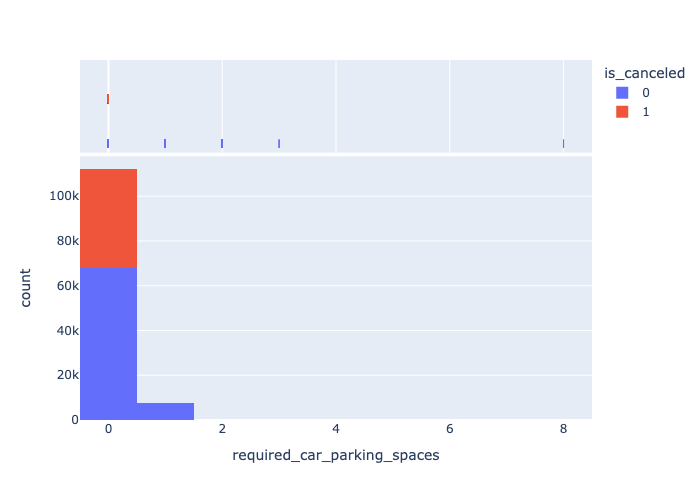 is_canceled
0
1
100k
80k
60k
40k
20k
0
count
0 2 4 6 8
required_car_parking_spaces